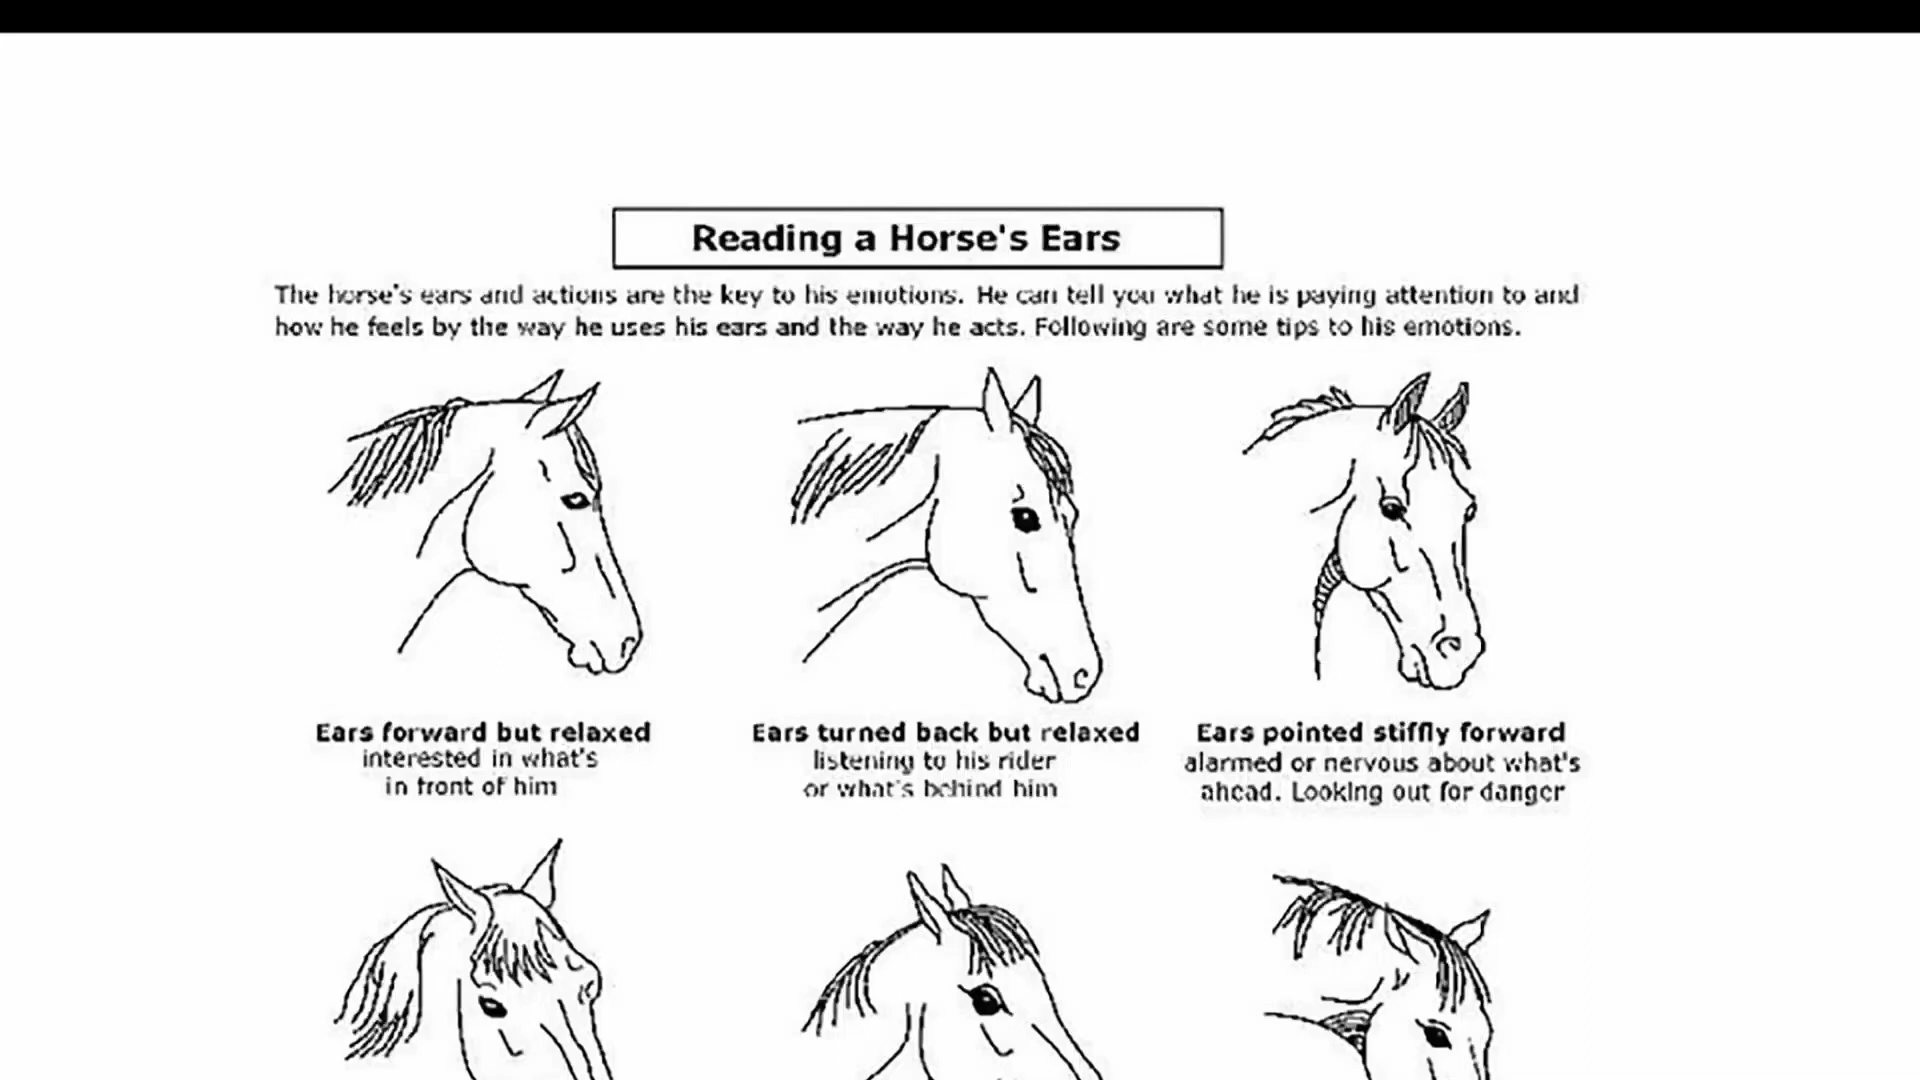 Reading a Horse's Ears
The horse's ears and actions are the key to his emotions. He can tell you what he is paying attention to and
how he feels by the way he uses his ears and the way he acts. Following are some tips to his emotions.
Ears forward but relaxed
interested in what's
in front of him
Ears turned back but relaxed
listening to his rider
or what's behind him
Ears pointed stiffly forward
alarmed or nervous about what's
ahead. Looking out for danger